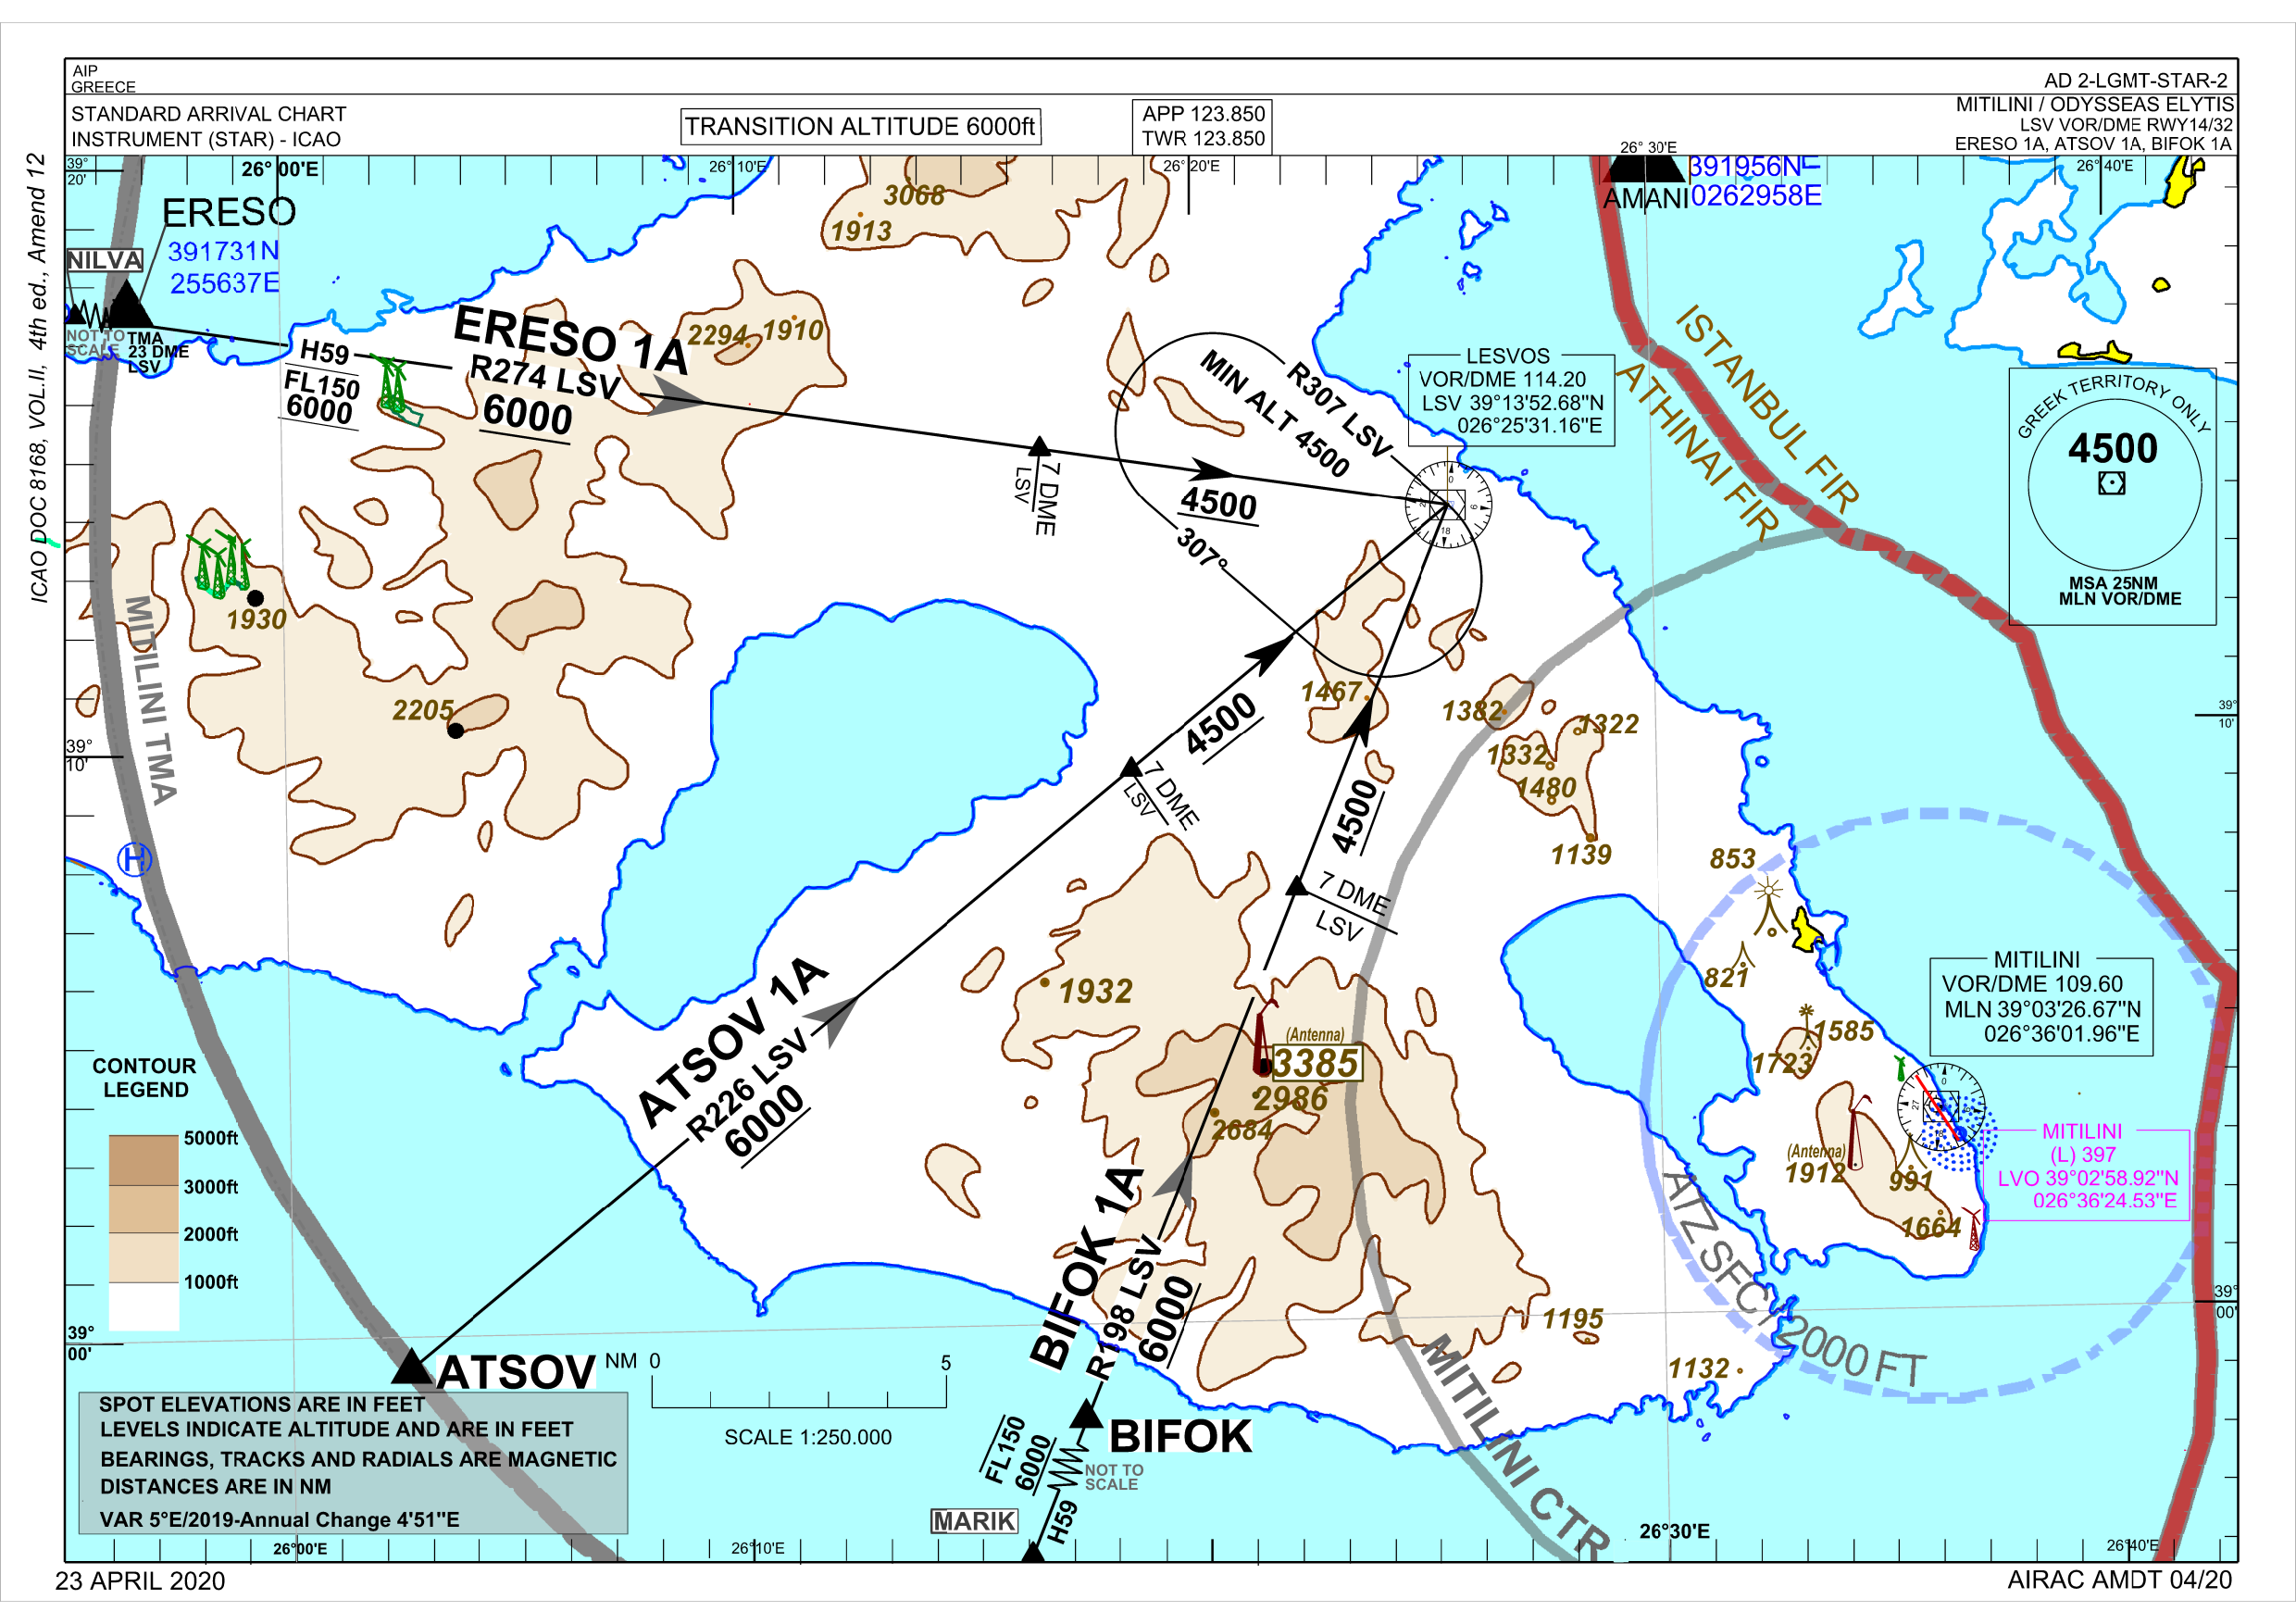 AIP
GREECE
AD 2-LGMT-STAR-2
STANDARD ARRIVAL CHART
INSTRUMENT (STAR) - ICAO
TRANSITION ALTITUDE 6000ft
APP 123.850
TWR 123.850
MITILINI / ODYSSEAS ELYTIS
LSV VOR/DME RWY14/32
ERESO 1A, ATSOV 1A, BIFOK 1A
ICAO DOC 8168, VOL.II, 4th ed., Amend 12
39°
20'
26° 00'E
26° 10'E
26° 20'E
26° 30'E
26° 40'E
391956N
AMANI 0262958E
ERESO
391731N
255637E
NILVA
NOT TO
SCALE
TMA
23 DME
LSV
H59
FL150
6000
ERESO 1A
R274 LSV
6000
3068
1913
2294
1910
7 DME
LSV
4500
R307 LSV
MIN ALT 4500
307°
LESVOS
VOR/DME 114.20
LSV 39°13'52.68"N
026°25'31.16"E
0
9
18
ISTANBUL FIR
ATHINAI FIR
GREEK TERRITORY ONLY
4500
MSA 25NM
MLN VOR/DME
1930
MITILINI TMA
2205
39°
10'
39°
10'
H
1467
1382
1322
1332
1480
1139
4500
7 DME
LSV
4500
7 DME
LSV
853
821
1585
1723
MITILINI
VOR/DME 109.60
MLN 39°03'26.67"N
026°36'01.96"E
0
27
18
MITILINI
(L) 397
LVO 39°02'58.92"N
026°36'24.53"E
(Antenna)
1912
991
1664
1932
(Antenna)
3385
2986
2684
ATSOV 1A
R226 LSV
6000
BIFOK 1A
R198 LSV
6000
CONTOUR
LEGEND
5000ft
3000ft
2000ft
1000ft
39°
00'
39°
00'
ATZ SFC / 2000 FT
1195
1132
MITILINI CTR
ATSOV
NM 0
5
SCALE 1:250.000
BIFOK
FL150
6000
NOT TO
SCALE
H59
MARIK
SPOT ELEVATIONS ARE IN FEET
LEVELS INDICATE ALTITUDE AND ARE IN FEET
BEARINGS, TRACKS AND RADIALS ARE MAGNETIC
DISTANCES ARE IN NM
VAR 5°E/2019-Annual Change 4'51"E
26°00'E
26°10'E
26°30'E
26°40'E
23 APRIL 2020
AIRAC AMDT 04/20